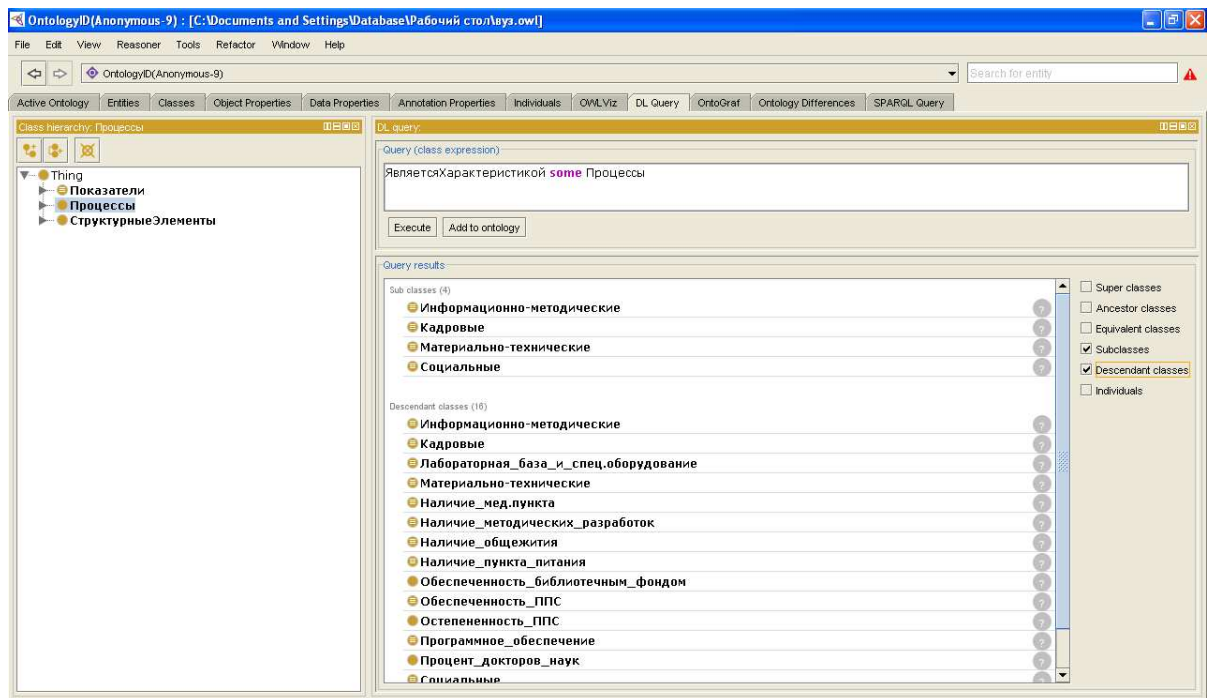 OntologyID(Anonymous-9) : [C:\Documents and Settings\Database\Рабочий стол\вуз.owl]
File Edit View Reasoner Tools Refactor Window Help
OntologyID(Anonymous-9) Search for entity
Active Ontology Entities Classes Object Properties Data Properties Annotation Properties Individuals OWLViz DL Query OntoGraf Ontology Differences SPARQL Query
Class hierarchy: Процессы
Thing
Показатели
Процессы
СтруктурныеЭлементы
DL query:
Query (class expression)
ЯвляетсяХарактеристикой some Процессы
Execute Add to ontology
Query results
Sub classes (4)
Информационно-методические
Кадровые
Материально-технические
Социальные
Descendant classes (16)
Информационно-методические
Кадровые
Лабораторная_база_и_спец.оборудование
Материально-технические
Наличие_мед.пункта
Наличие_методических_разработок
Наличие_общежития
Наличие_пункта_питания
Обеспеченность_библиотечным_фондом
Обеспеченность_ППС
Остепененность_ППС
Программное_обеспечение
Процент_докторов_наук
Социальные
Super classes
Ancestor classes
Equivalent classes
Subclasses
Descendant classes
Individuals